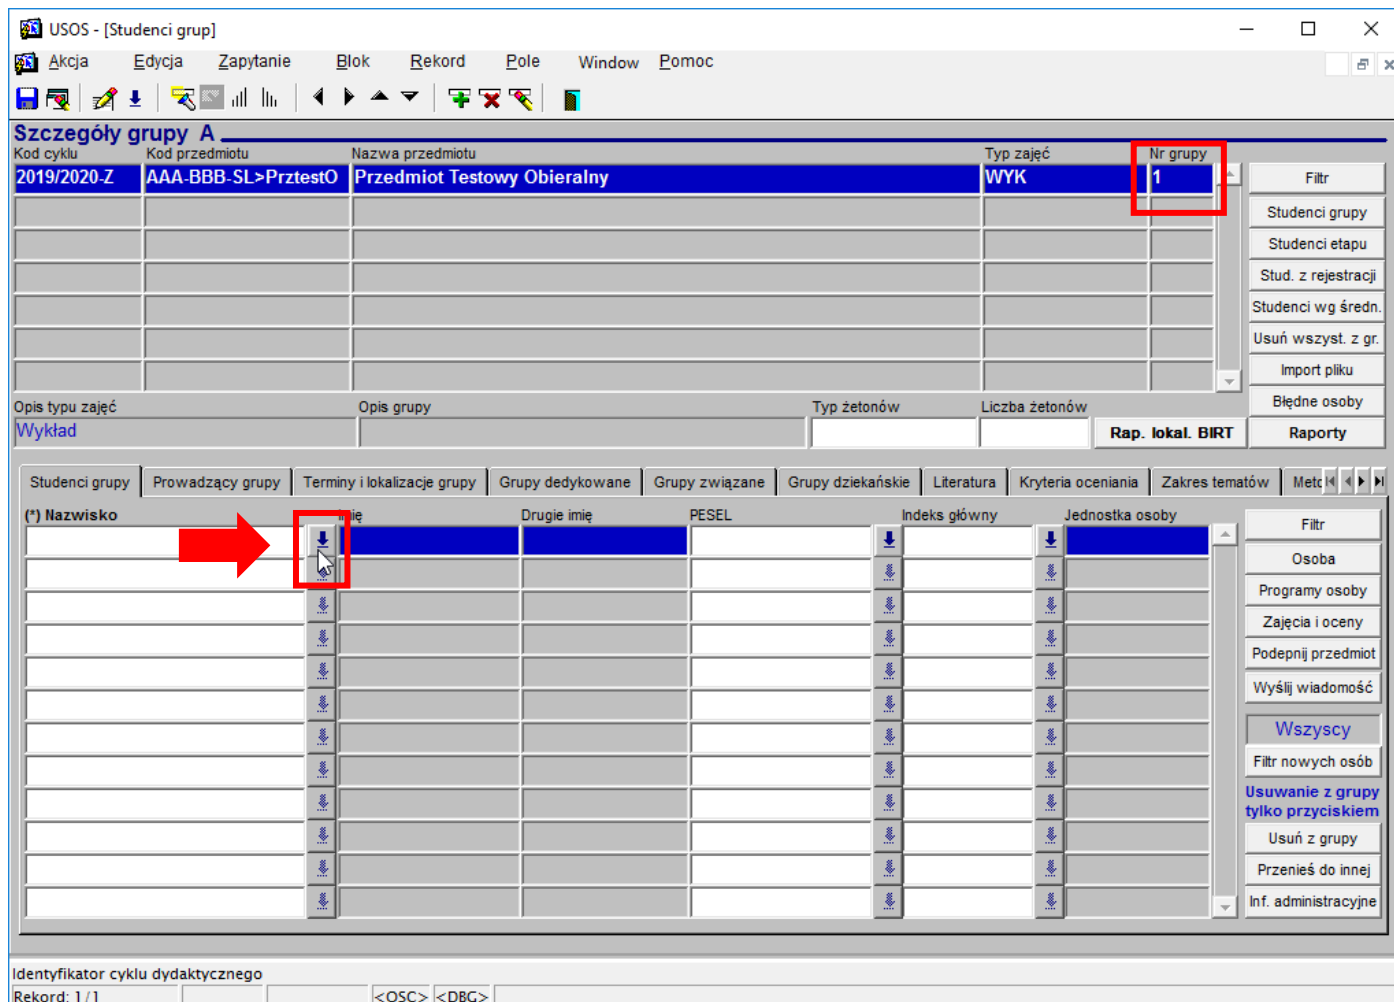 USOS - [Studenci grup]
Akcja Edycja Zapytanie Blok Rekord Pole Window Pomoc
Szczegóły grupy A
Kod cyklu Kod przedmiotu Nazwa przedmiotu Typ zajęć Nr grupy
2019/2020-Z AAA-BBB-SL>PrztestO Przedmiot Testowy Obieralny WYK 1
Filtr
Studenci grupy
Studenci etapu
Stud. z rejestracji
Studenci wg średn.
Usuń wszyst. z gr.
Import pliku
Błędne osoby
Opis typu zajęć Opis grupy Typ żetonów Liczba żetonów
Wykład Rap. lokal. BIRT Raporty
Studenci grupy Prowadzący grupy Terminy i lokalizacje grupy Grupy dedykowane Grupy związane Grupy dziekańskie Literatura Kryteria oceniania Zakres tematów Metc
(*) Nazwisko Imię Drugie imię PESEL Indeks główny Jednostka osoby
Filtr
Osoba
Programy osoby
Zajęcia i oceny
Podepnij przedmiot
Wyślij wiadomość
Wszyscy
Filtr nowych osób
Usuwanie z grupy
tylko przyciskiem
Usuń z grupy
Przenieś do innej
Inf. administracyjne
Identyfikator cyklu dydaktycznego
Rekord: 1/1 <OSC> <DBG>